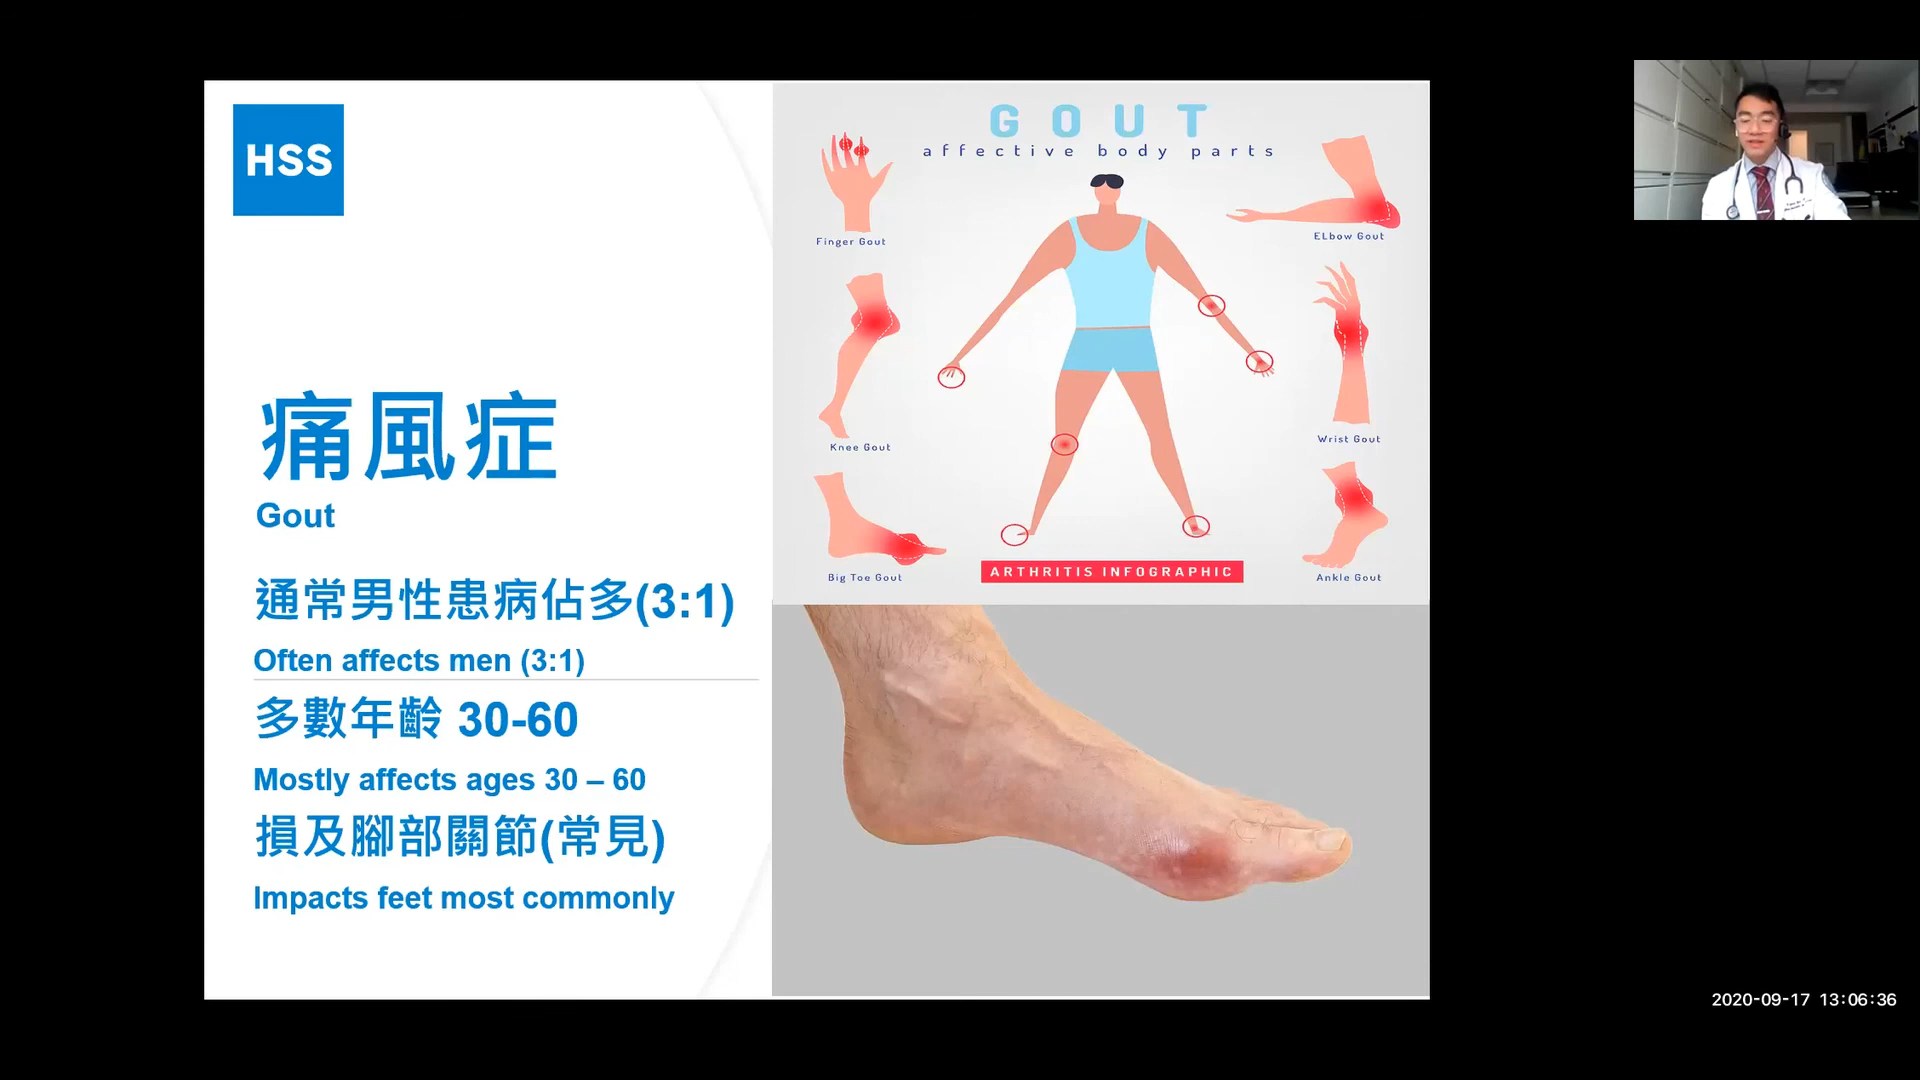 HSS
痛風症
Gout
通常男性患病佔多(3:1)
Often affects men (3:1)
多數年齡 30-60
Mostly affects ages 30 – 60
損及腳部關節(常見)
Impacts feet most commonly
GOUT
affective body parts
Finger Gout
ELbow Gout
Knee Gout
Wrist Gout
Big Toe Gout
Ankle Gout
ARTHRITIS INFOGRAPHIC
2020-09-17 13:06:36